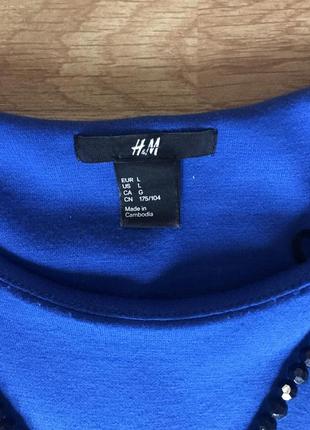 H&M
EUR L
US L
CA G
CN 175/104
Made in
Cambodia